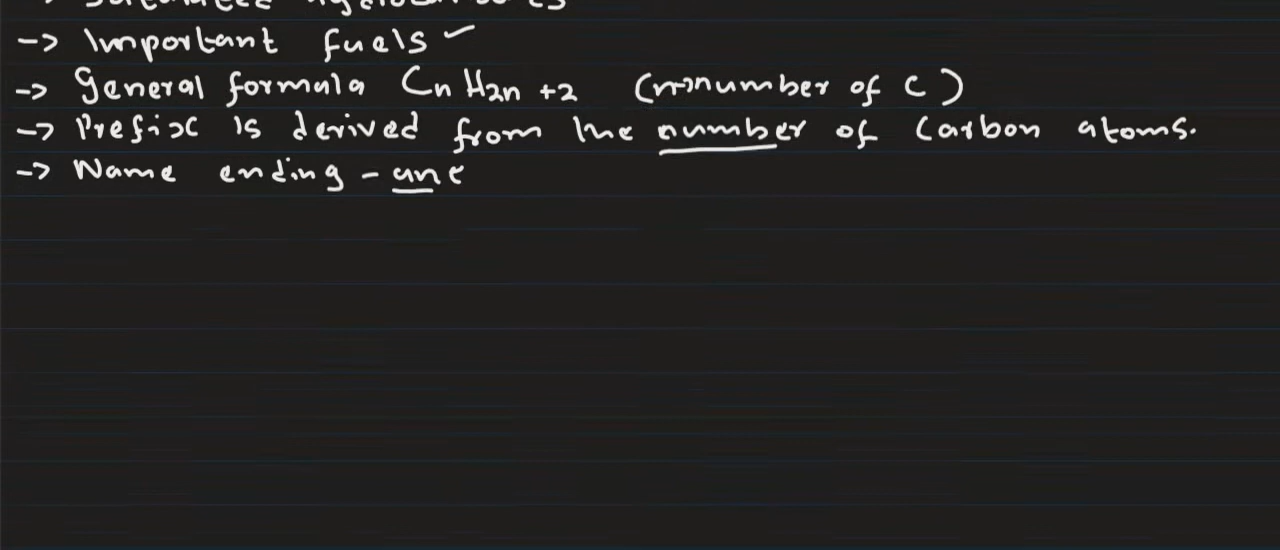 -> Important fuels ✓
-> General formula CnH2n+2 (n→number of C)
-> Prefix is derived from the number of Carbon atoms.
-> Name ending - ane